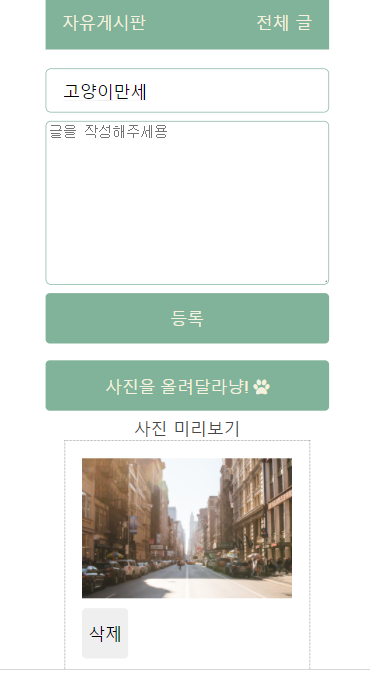 자유게시판 전체 글
고양이만세
글을 작성해주세용
등록
사진을 올려달라냥!
사진 미리보기
삭제